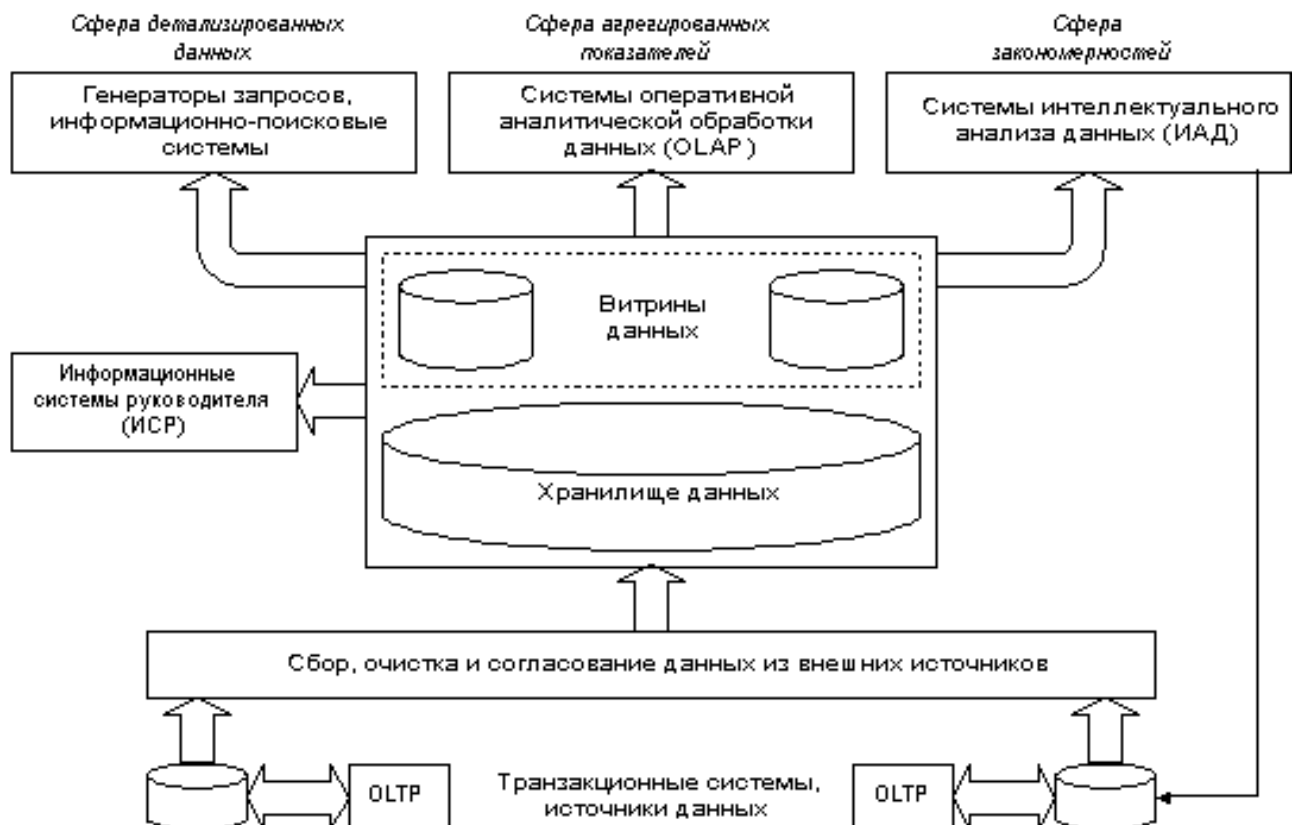 Сфера детализированных
данных
Сфера агрегированных
показателей
Сфера
закономерностей
Генераторы запросов,
информационно-поисковые
системы
Системы оперативной
аналитической обработки
данных (OLAP)
Системы интеллектуального
анализа данных (ИАД)
Витрины
данных
Информационные
системы руководителя
(ИСР)
Хранилище данных
Сбор, очистка и согласование данных из внешних источников
OLTP
Транзакционные системы,
источники данных
OLTP